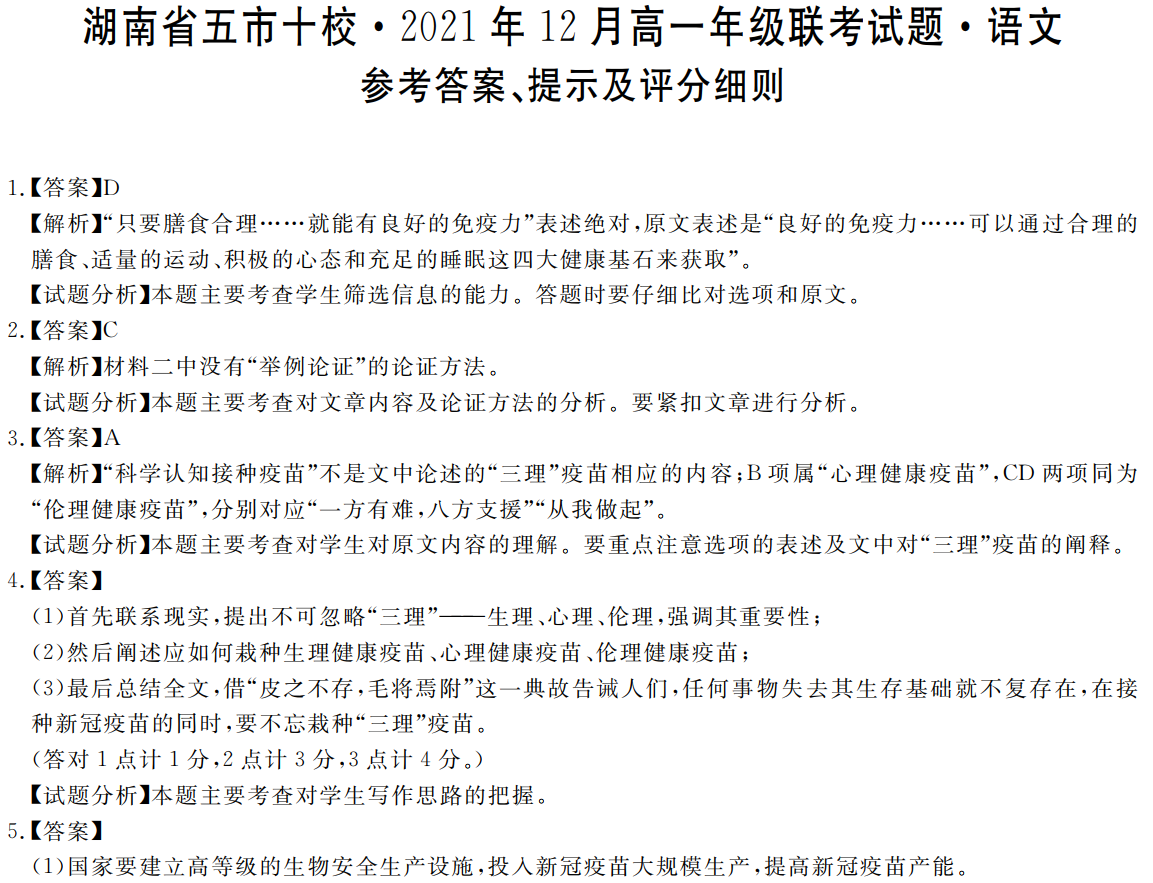 湖南省五市十校·2021年12月高一年级联考试题·语文
参考答案、提示及评分细则
1.【答案】D
【解析】“只要膳食合理……就能有良好的免疫力”表述绝对,原文表述是“良好的免疫力……可以通过合理的
膳食、适量的运动、积极的心态和充足的睡眠这四大健康基石来获取”。
【试题分析】本题主要考查学生筛选信息的能力。答题时要仔细比对选项和原文。
2.【答案】C
【解析】材料二中没有“举例论证”的论证方法。
【试题分析】本题主要考查对文章内容及论证方法的分析。要紧扣文章进行分析。
3.【答案】A
【解析】“科学认知接种疫苗”不是文中论述的“三理”疫苗相应的内容;B项属“心理健康疫苗”,CD两项同为
“伦理健康疫苗”,分别对应“一方有难,八方支援”“从我做起”。
【试题分析】本题主要考查对学生对原文内容的理解。要重点注意选项的表述及文中对“三理”疫苗的阐释。
4.【答案】
(1)首先联系现实,提出不可忽略“三理”——生理、心理、伦理,强调其重要性;
(2)然后阐述应如何栽种生理健康疫苗、心理健康疫苗、伦理健康疫苗;
(3)最后总结全文,借“皮之不存,毛将焉附”这一典故告诫人们,任何事物失去其生存基础就不复存在,在接
种新冠疫苗的同时,要不忘栽种“三理”疫苗。
(答对1点计1分,2点计3分,3点计4分。)
【试题分析】本题主要考查对学生写作思路的把握。
5.【答案】
(1)国家要建立高等级的生物安全生产设施,投入新冠疫苗大规模生产,提高新冠疫苗产能。